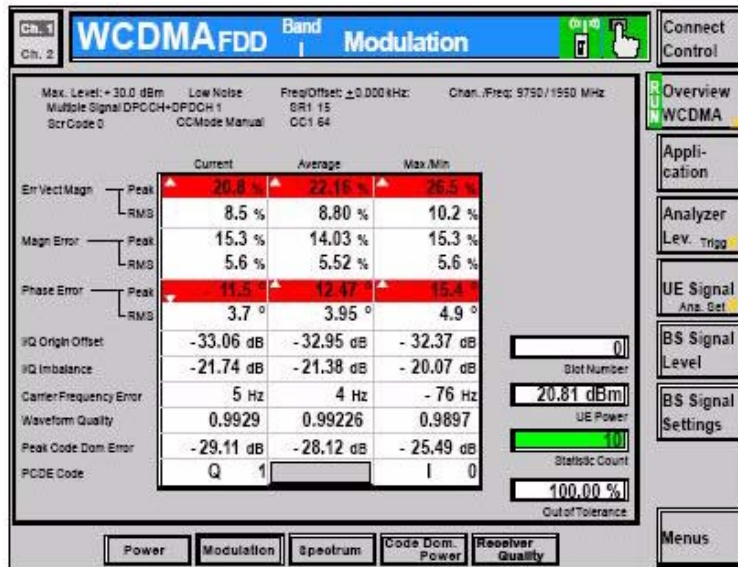 Ch. 1
Ch. 2
WCDMA FDD Band I Modulation
Connect Control
Max. Level: + 30.0 dBm Low Noise Freq/Offset: ±0.000 kHz: Chan. /Freq: 9750 / 1950 MHz
Multiple Signal DPCCH+DPDCH 1 SR1 15
Scr Code 0 CCMode Manual CC1 64
RUN
Overview WCDMA
Appli-
cation
Analyzer
Lev. Trigg
UE Signal
Ana. Set
BS Signal
Level
BS Signal
Settings
Menus
Current Average Max./Min
Err Vect Magn Peak 20.8 % 22.16 % 26.5 %
RMS 8.5 % 8.80 % 10.2 %
Magn Error Peak 15.3 % 14.03 % 15.3 %
RMS 5.6 % 5.52 % 5.6 %
Phase Error Peak 11.5 ° 12.47 ° 15.4 °
RMS 3.7 ° 3.95 ° 4.9 °
I/Q Origin Offset - 33.06 dB - 32.95 dB - 32.37 dB
I/Q Imbalance - 21.74 dB - 21.38 dB - 20.07 dB
Carrier Frequency Error 5 Hz 4 Hz - 76 Hz
Waveform Quality 0.9929 0.99226 0.9897
Peak Code Dom Error - 29.11 dB - 28.12 dB - 25.49 dB
PCDE Code Q 1 I 0
0
Slot Number
20.81 dBm
UE Power
10
Statistic Count
100.00 %
Out of Tolerance
Power Modulation Spectrum Code Dom. Power Receiver Quality